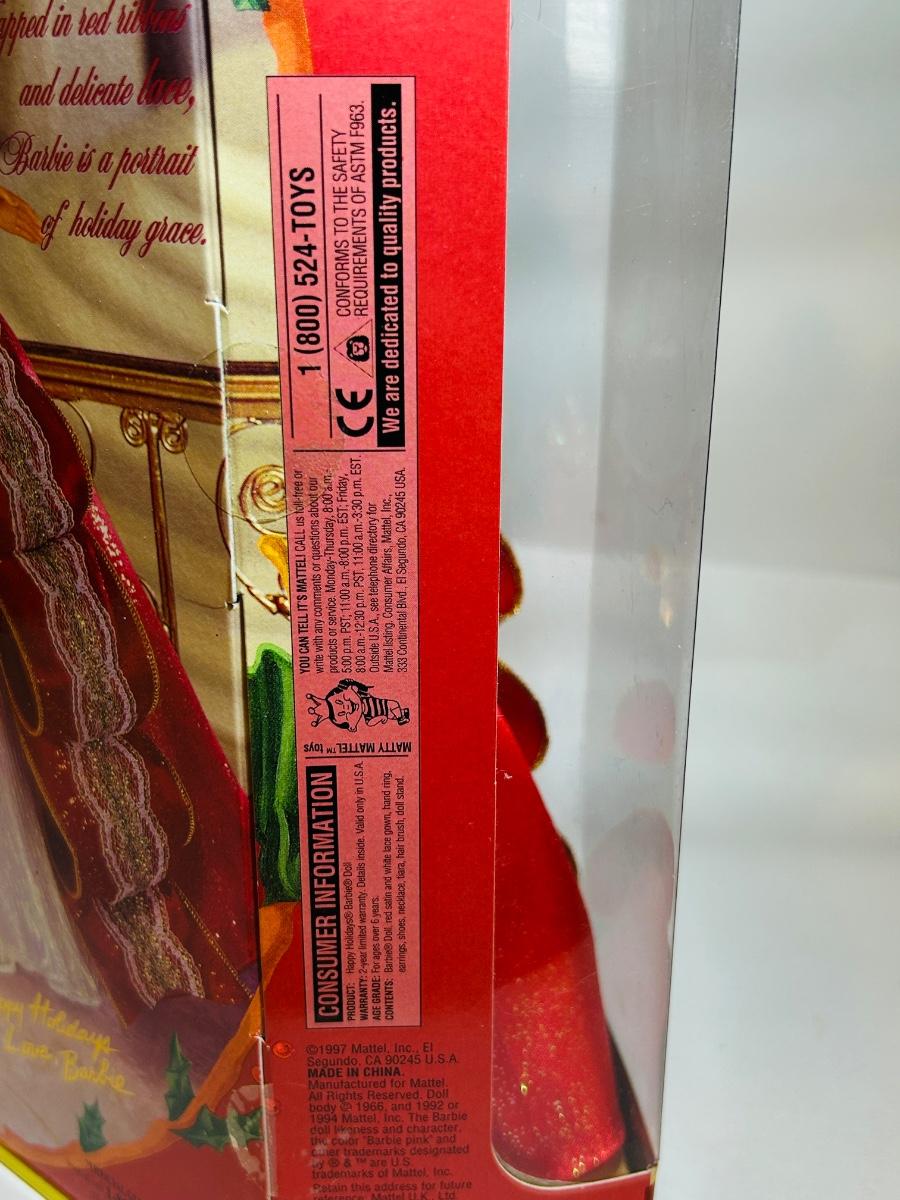 in red ribbons
and delicate lace,
Barbie is a portrait
of holiday grace.
Happy Holidays
Love, Barbie
1 (800) 524-TOYS
CE
CONFORMS TO THE SAFETY
REQUIREMENTS OF ASTM F963.
We are dedicated to quality products.
YOU CAN TELL IT'S MATTEL! CALL us toll-free or
write with any comments or questions about our
products or service. Monday-Thursday, 8:00 a.m.-
5:00 p.m. PST; 11:00 a.m.-8:00 p.m. EST; Friday,
8:00 a.m.-12:30 p.m. PST, 11:00 a.m.-3:30 p.m. EST.
Outside U.S.A., see telephone directory for
Mattel listing. Consumer Affairs, Mattel, Inc.,
333 Continental Blvd., El Segundo, CA 90245 USA.
MATTY MATTEL™ toys
CONSUMER INFORMATION
PRODUCT: Happy Holidays® Barbie® Doll
WARRANTY: 2-year limited warranty. Details inside. Valid only in U.S.A.
AGE GRADE: For ages over 6 years.
CONTENTS: Barbie® Doll, red satin and white lace gown, hand ring,
earrings, shoes, necklace, tiara, hair brush, doll stand.
©1997 Mattel, Inc., El
Segundo, CA 90245 U.S.A.
MADE IN CHINA.
Manufactured for Mattel.
All Rights Reserved. Doll
body © 1966, and 1992 or
1994 Mattel, Inc. The Barbie
doll likeness and character,
the color "Barbie pink" and
other trademarks designated
by ® & ™ are U.S.
trademarks of Mattel, Inc.
Retain this address for future
reference: Mattel U.K., Ltd.